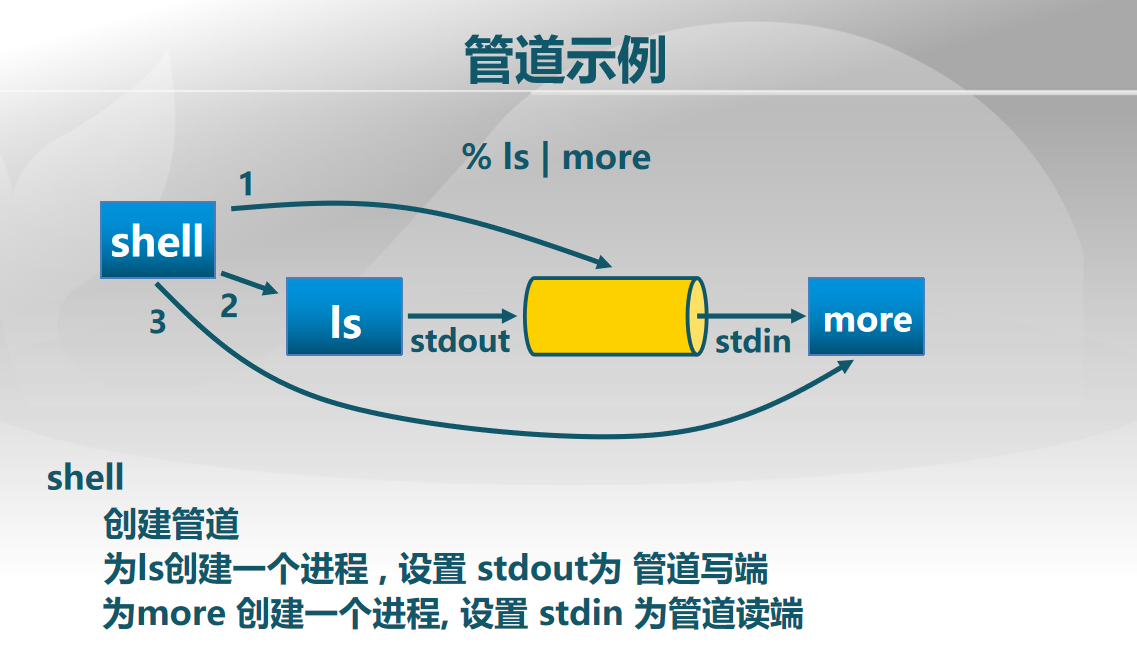 管道示例
% ls | more
1
shell
2
3
ls
stdout
stdin
more
shell
创建管道
为ls创建一个进程 , 设置 stdout为 管道写端
为more 创建一个进程, 设置 stdin 为管道读端